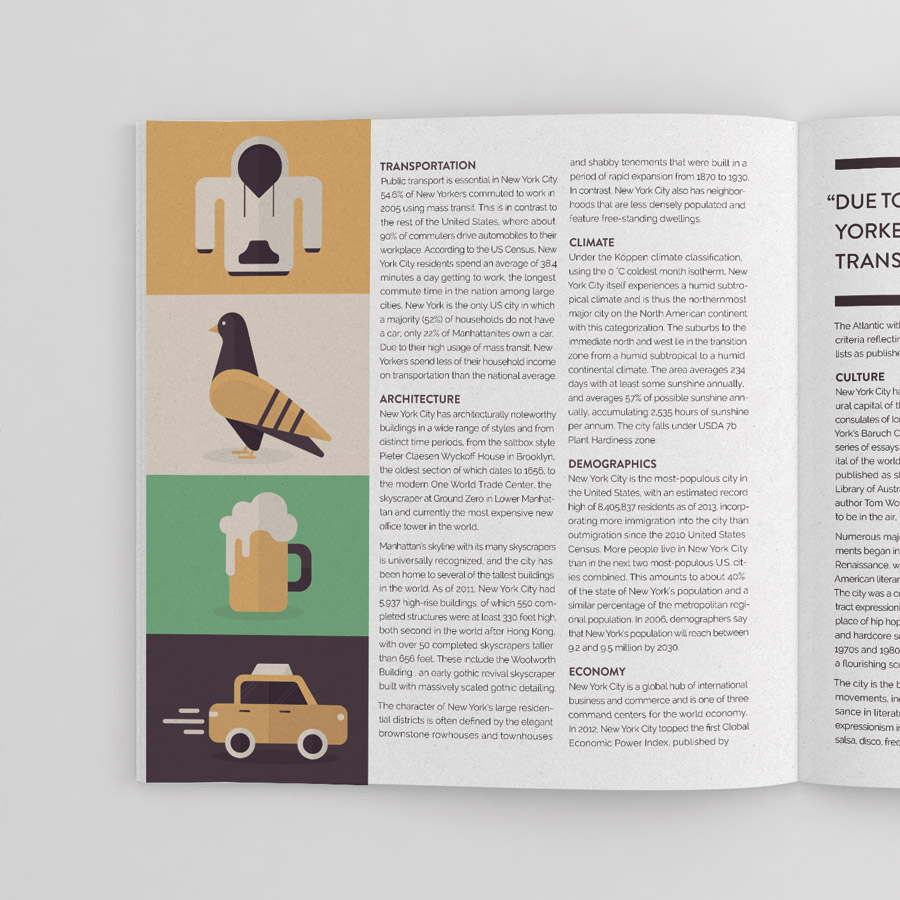 TRANSPORTATION
Public transport is essential in New York City.
54.6% of New Yorkers commuted to work in
2005 using mass transit. This is in contrast to
the rest of the United States, where about
90% of commuters drive automobiles to their
workplace. According to the US Census, New
York City residents spend an average of 38.4
minutes a day getting to work, the longest
commute time in the nation among large
cities. New York is the only US city in which
a majority (52%) of households do not have
a car; only 22% of Manhattanites own a car.
Due to their high usage of mass transit, New
Yorkers spend less of their household income
on transportation than the national average.
ARCHITECTURE
New York City has architecturally noteworthy
buildings in a wide range of styles and from
distinct time periods, from the saltbox style
Pieter Claesen Wyckoff House in Brooklyn,
the oldest section of which dates to 1656, to
the modern One World Trade Center, the
skyscraper at Ground Zero in Lower Manhat-
tan and currently the most expensive new
office tower in the world.
Manhattan's skyline with its many skyscrapers
is universally recognized, and the city has
been home to several of the tallest buildings
in the world. As of 2011, New York City had
5,937 high-rise buildings, of which 550 com-
pleted structures were at least 330 feet high,
both second in the world after Hong Kong,
with over 50 completed skyscrapers taller
than 656 feet. These include the Woolworth
Building , an early gothic revival skyscraper
built with massively scaled gothic detailing.
The character of New York's large residen-
tial districts is often defined by the elegant
brownstone rowhouses and townhouses
and shabby tenements that were built in a
period of rapid expansion from 1870 to 1930.
In contrast, New York City also has neighbor-
hoods that are less densely populated and
feature free-standing dwellings.
CLIMATE
Under the Köppen climate classification,
using the 0 °C coldest month isotherm, New
York City itself experiences a humid subtro-
pical climate and is thus the northernmost
major city on the North American continent
with this categorization. The suburbs to the
immediate north and west lie in the transition
zone from a humid subtropical to a humid
continental climate. The area averages 234
days with at least some sunshine annually,
and averages 57% of possible sunshine ann-
ually, accumulating 2,535 hours of sunshine
per annum. The city falls under USDA 7b
Plant Hardiness zone.
DEMOGRAPHICS
New York City is the most-populous city in
the United States, with an estimated record
high of 8,405,837 residents as of 2013, incorp-
orating more immigration into the city than
outmigration since the 2010 United States
Census. More people live in New York City
than in the next two most-populous U.S. cit-
ies combined. This amounts to about 40%
of the state of New York's population and a
similar percentage of the metropolitan regi-
onal population. In 2006, demographers say
that New York's population will reach between
9.2 and 9.5 million by 2030.
ECONOMY
New York City is a global hub of international
business and commerce and is one of three
command centers for the world economy.
In 2012, New York City topped the first Global
Economic Power Index, published by
“DUE TO
YORKE
TRANS
The Atlantic wit
criteria reflectin
lists as publishe
CULTURE
New York City ha
ural capital of th
consulates of Ice
York's Baruch C
series of essays
ital of the world
published as sh
Library of Austra
author Tom Wo
to be in the air,
Numerous majo
ments began in
Renaissance, w
American literar
The city was a ce
tract expressioni
place of hip hop
and hardcore s
1970s and 1980
a flourishing sce
The city is the b
movements, inc
sance in literatu
expressionism i
salsa, disco, free